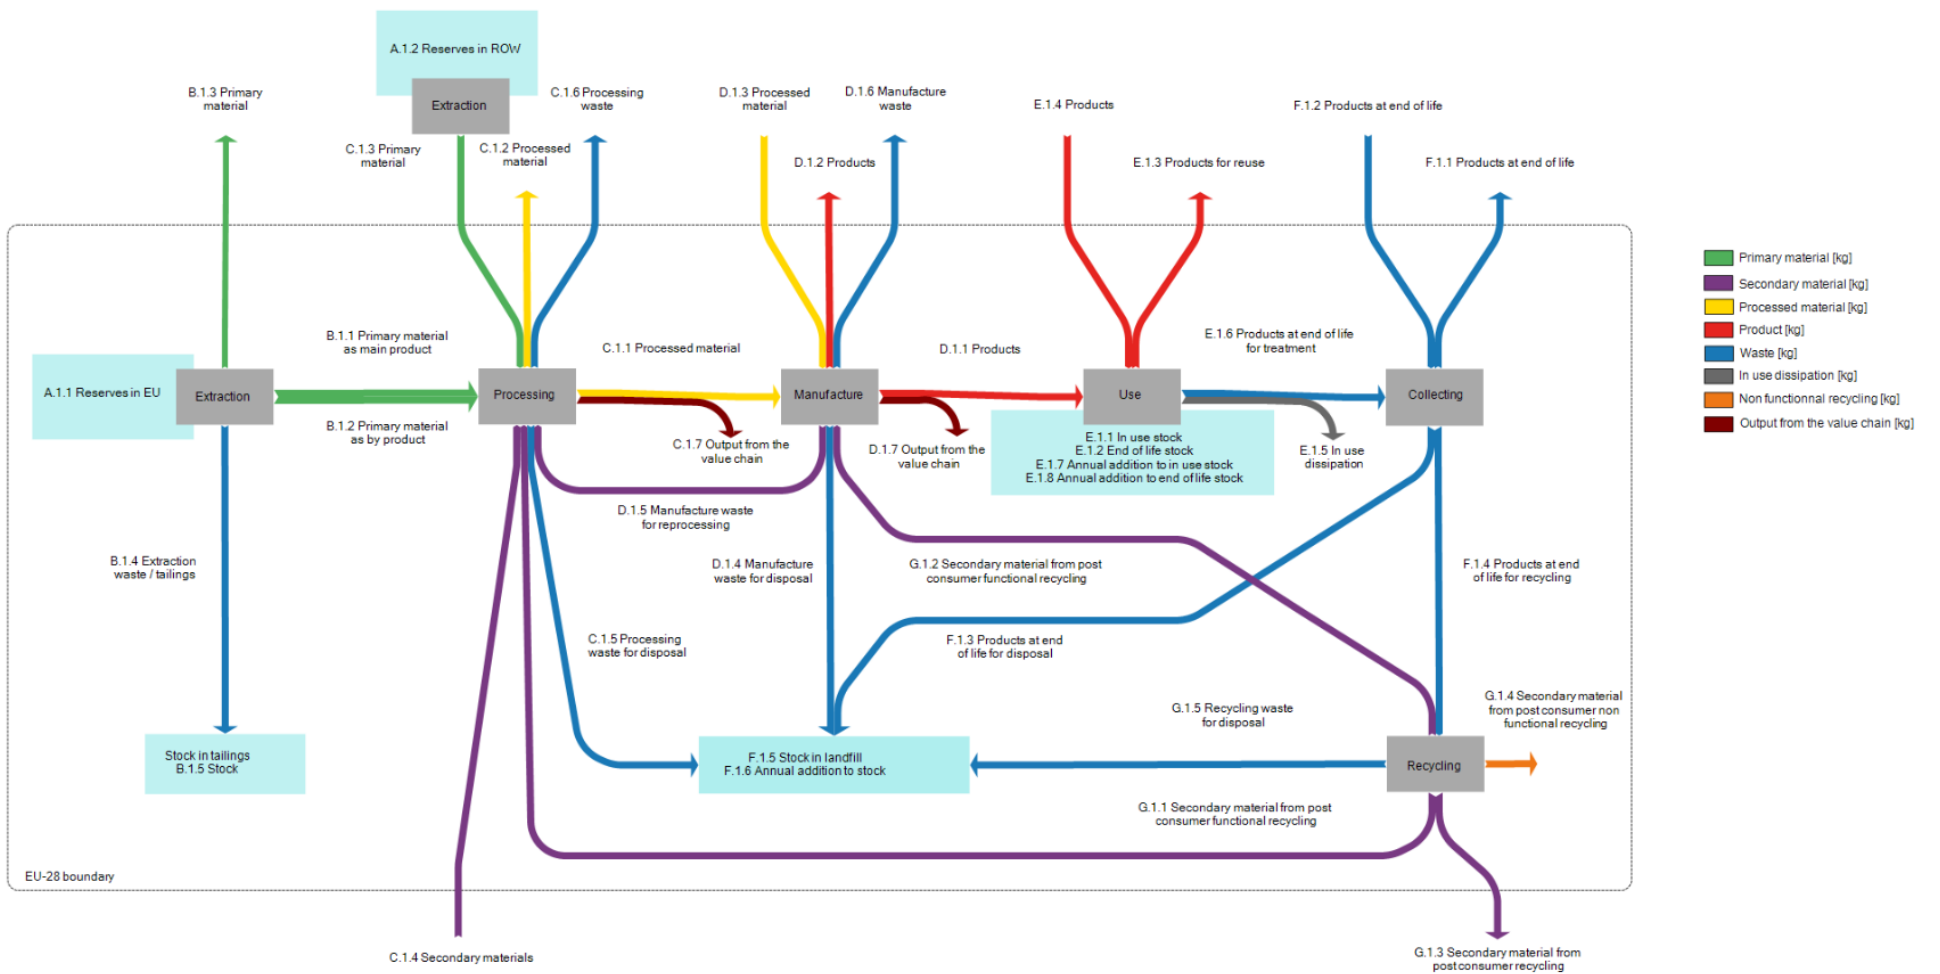 A.1.2 Reserves in ROW
Extraction
B.1.3 Primary
material
C.1.6 Processing
waste
D.1.3 Processed
material
D.1.6 Manufacture
waste
E.1.4 Products
F.1.2 Products at end of life
C.1.3 Primary
material
C.1.2 Processed
material
D.1.2 Products
E.1.3 Products for reuse
F.1.1 Products at end of life
Primary material [kg]
Secondary material [kg]
Processed material [kg]
Product [kg]
Waste [kg]
In use dissipation [kg]
Non functionnal recycling [kg]
Output from the value chain [kg]
B.1.1 Primary material
as main product
C.1.1 Processed material
D.1.1 Products
E.1.6 Products at end of life
for treatment
A.1.1 Reserves in EU
Extraction
Processing
Manufacture
Use
Collecting
B.1.2 Primary material
as by product
C.1.7 Output from the
value chain
D.1.7 Output from the
value chain
E.1.1 In use stock
E.1.2 End of life stock
E.1.7 Annual addition to in use stock
E.1.8 Annual addition to end of life stock
E.1.5 In use
dissipation
D.1.5 Manufacture waste
for reprocessing
B.1.4 Extraction
waste / tailings
D.1.4 Manufacture
waste for disposal
G.1.2 Secondary material from post
consumer functional recycling
F.1.4 Products at end
of life for recycling
C.1.5 Processing
waste for disposal
F.1.3 Products at end
of life for disposal
G.1.5 Recycling waste
for disposal
G.1.4 Secondary material
from post consumer non
functional recycling
Stock in tailings
B.1.5 Stock
F.1.5 Stock in landfill
F.1.6 Annual addition to stock
Recycling
G.1.1 Secondary material from post
consumer functional recycling
EU-28 boundary
C.1.4 Secondary materials
G.1.3 Secondary material from
post consumer recycling